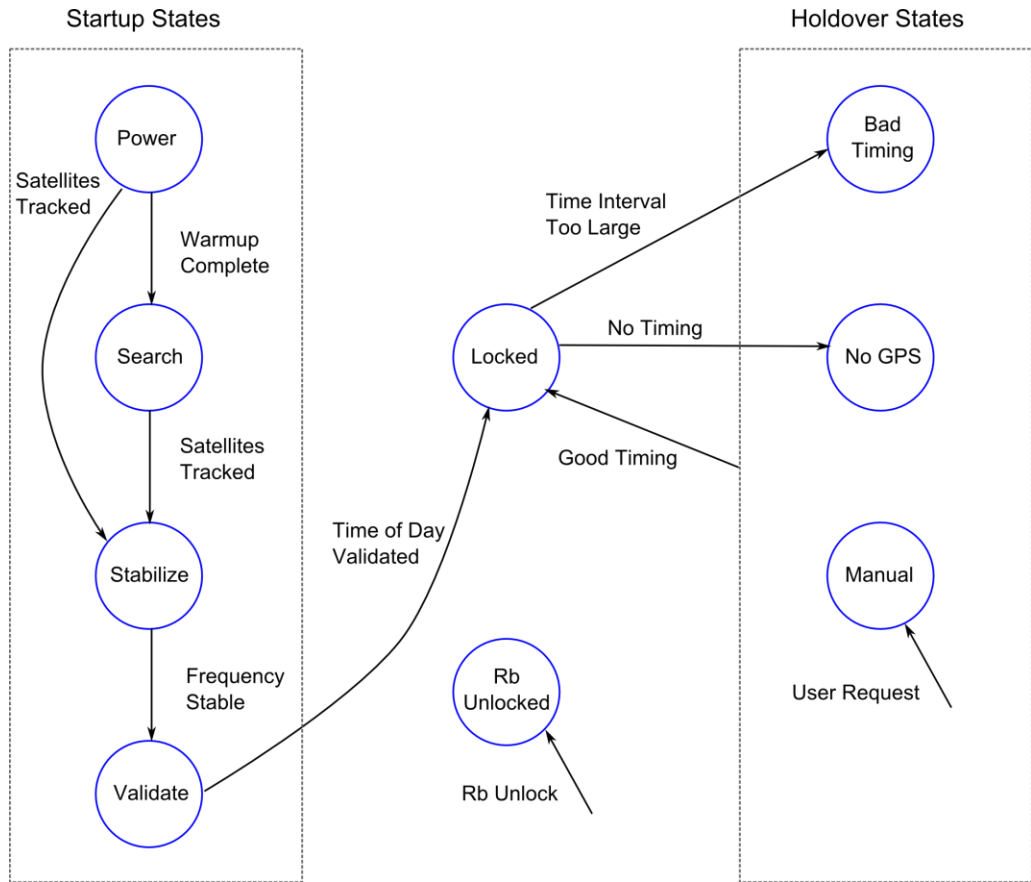 Startup States
Holdover States
Power
Satellites
Tracked
Warmup
Complete
Search
Satellites
Tracked
Stabilize
Frequency
Stable
Validate
Time of Day
Validated
Locked
Time Interval
Too Large
No Timing
Good Timing
Rb
Unlocked
Rb Unlock
Bad
Timing
No GPS
Manual
User Request